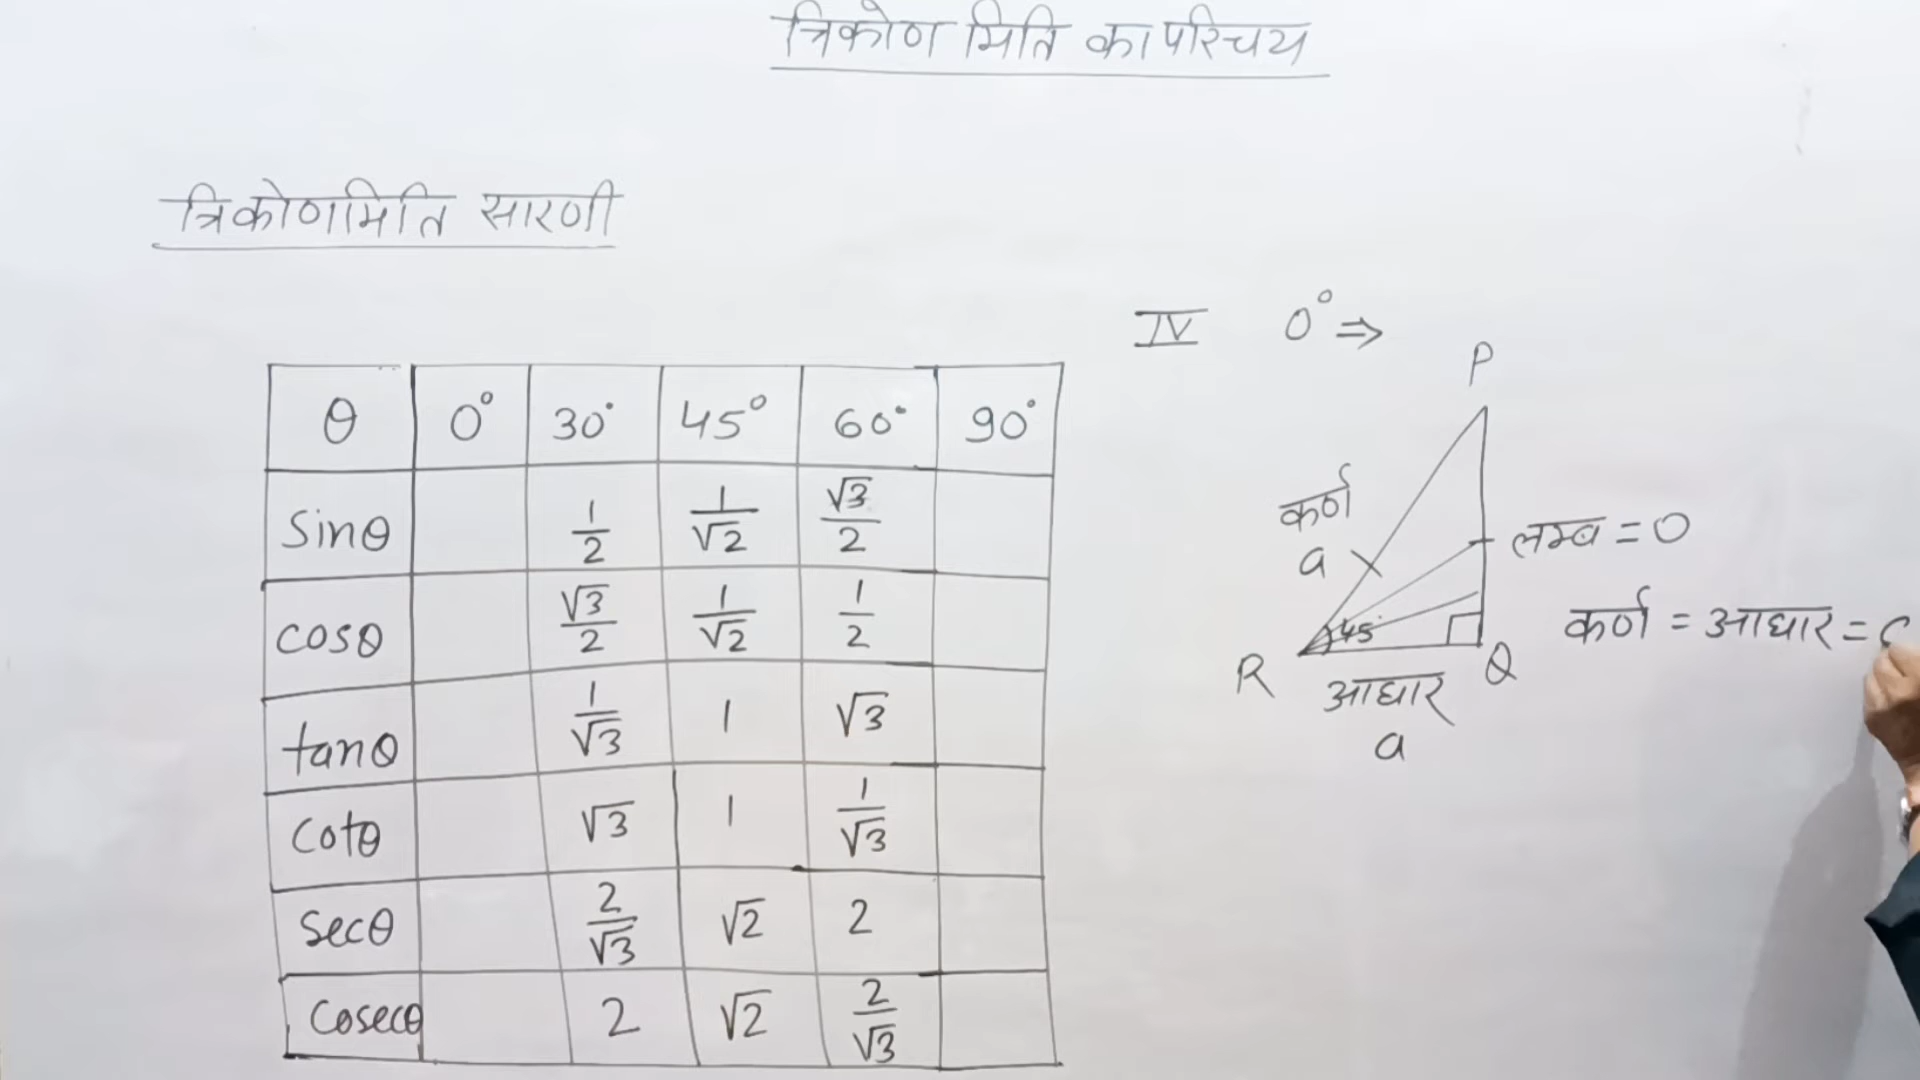 त्रिकोण मिति का परिचय
त्रिकोणमिति सारणी
IV 0° ⇒
θ 0° 30° 45° 60° 90°
sinθ 1/2 1/√2 √3/2
cosθ √3/2 1/√2 1/2
tanθ 1/√3 1 √3
cotθ √3 1 1/√3
secθ 2/√3 √2 2
cosecθ 2 √2 2/√3
P
कर्ण
a
लम्ब = 0
45°
कर्ण = आधार =
R
Q
आधार
a